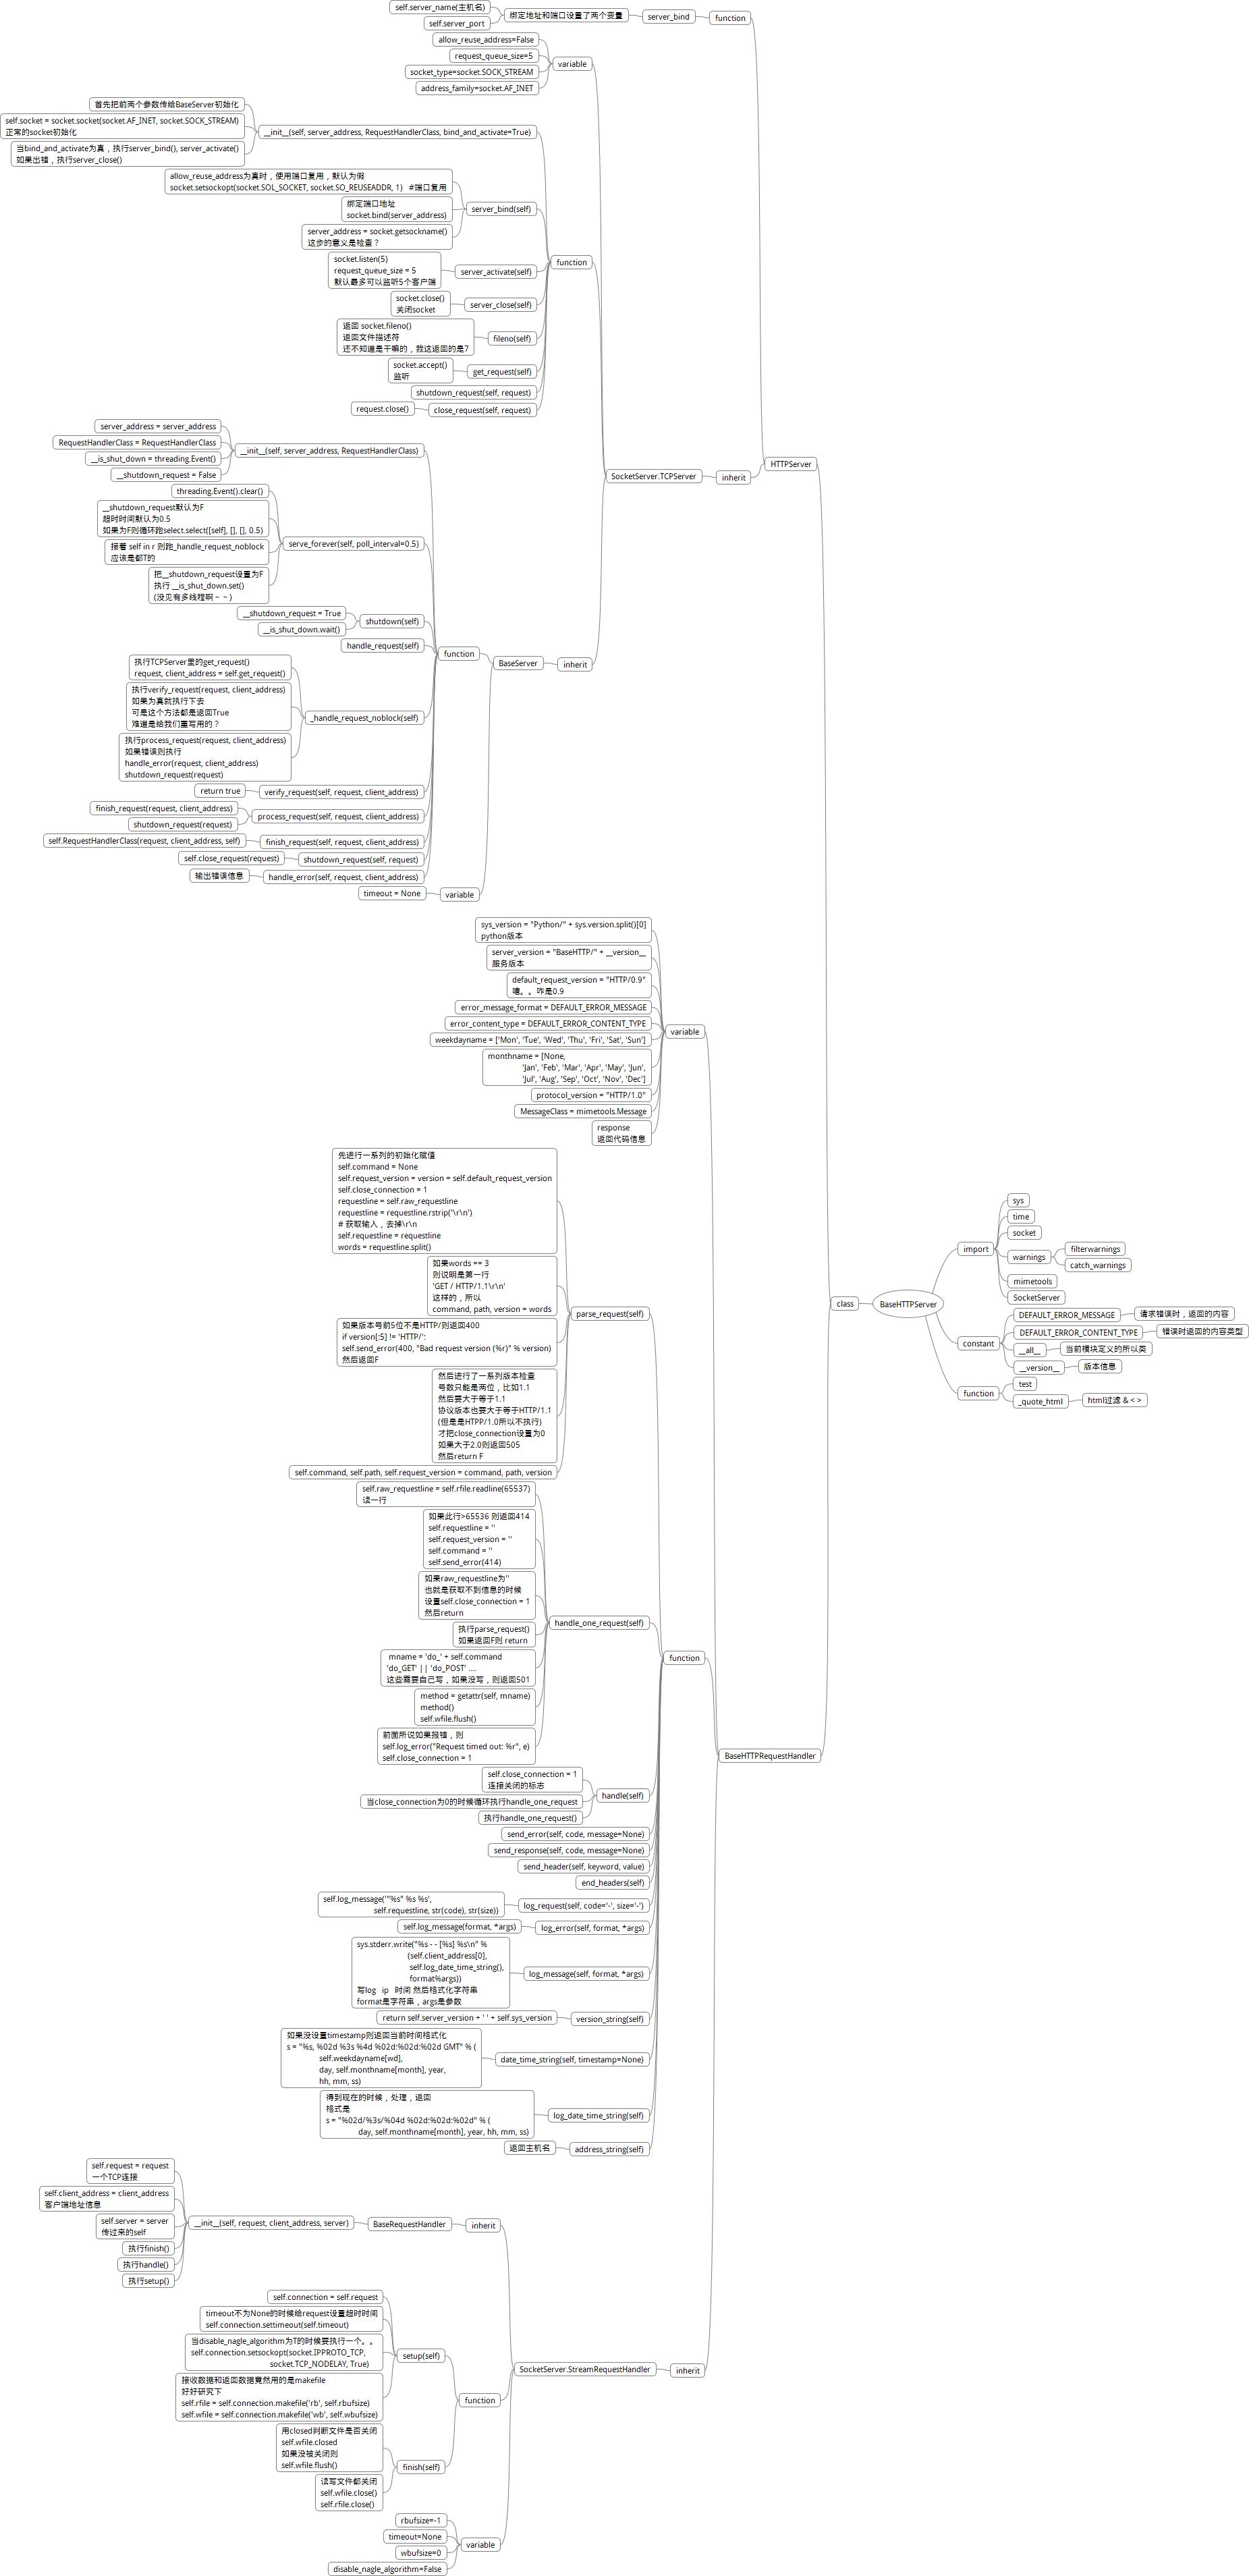 self.server_name(主机名)
self.server_port
绑定地址和端口设置了两个变量
server_bind
function
allow_reuse_address=False
request_queue_size=5
socket_type=socket.SOCK_STREAM
address_family=socket.AF_INET
variable
首先把前两个参数传给BaseServer初始化
self.socket = socket.socket(socket.AF_INET, socket.SOCK_STREAM)
正常的socket初始化
当bind_and_activate为真，执行server_bind(), server_activate()
如果出错，执行server_close()
__init__(self, server_address, RequestHandlerClass, bind_and_activate=True)
allow_reuse_address为真时，使用端口复用，默认为假
socket.setsockopt(socket.SOL_SOCKET, socket.SO_REUSEADDR, 1)   #端口复用
绑定端口地址
socket.bind(server_address)
server_address = socket.getsockname()
这步的意义是检查？
server_bind(self)
socket.listen(5)
request_queue_size = 5
默认最多可以监听5个客户端
server_activate(self)
socket.close()
关闭socket
server_close(self)
返回 socket.fileno()
返回文件描述符
还不知道是干嘛的，我这返回的是7
fileno(self)
socket.accept()
监听
get_request(self)
shutdown_request(self, request)
request.close()
close_request(self, request)
function
server_address = server_address
RequestHandlerClass = RequestHandlerClass
__is_shut_down = threading.Event()
__shutdown_request = False
__init__(self, server_address, RequestHandlerClass)
threading.Event().clear()
__shutdown_request默认为F
超时时间默认为0.5
如果为F则循环跑select.select([self], [], [], 0.5)
接着 self in r 则跑_handle_request_noblock
应该是都T的
把__shutdown_request设置为F
执行 __is_shut_down.set()
(没见有多线程啊~ ~ )
serve_forever(self, poll_interval=0.5)
__shutdown_request = True
__is_shut_down.wait()
shutdown(self)
handle_request(self)
执行TCPServer里的get_request()
request, client_address = self.get_request()
执行verify_request(request, client_address)
如果为真就执行下去
可是这个方法都是返回True
难道是给我们重写用的？
执行process_request(request, client_address)
如果错误则执行
handle_error(request, client_address)
shutdown_request(request)
_handle_request_noblock(self)
return true
verify_request(self, request, client_address)
finish_request(request, client_address)
shutdown_request(request)
process_request(self, request, client_address)
self.RequestHandlerClass(request, client_address, self)
finish_request(self, request, client_address)
self.close_request(request)
shutdown_request(self, request)
输出错误信息
handle_error(self, request, client_address)
function
timeout = None
variable
BaseServer
inherit
SocketServer.TCPServer
inherit
HTTPServer
sys_version = "Python/" + sys.version.split()[0]
python版本
server_version = "BaseHTTP/" + __version__
服务版本
default_request_version = "HTTP/0.9"
噫。。咋是0.9
error_message_format = DEFAULT_ERROR_MESSAGE
error_content_type = DEFAULT_ERROR_CONTENT_TYPE
weekdayname = ['Mon', 'Tue', 'Wed', 'Thu', 'Fri', 'Sat', 'Sun']
monthname = [None,
'Jan', 'Feb', 'Mar', 'Apr', 'May', 'Jun',
'Jul', 'Aug', 'Sep', 'Oct', 'Nov', 'Dec']
protocol_version = "HTTP/1.0"
MessageClass = mimetools.Message
response
返回代码信息
variable
先进行一系列的初始化赋值
self.command = None
self.request_version = version = self.default_request_version
self.close_connection = 1
requestline = self.raw_requestline
requestline = requestline.rstrip('\r\n')
# 获取输入，去掉\r\n
self.requestline = requestline
words = requestline.split()
如果words == 3
则说明是第一行
'GET / HTTP/1.1\r\n'
这样的，所以
command, path, version = words
如果版本号前5位不是HTTP/则返回400
if version[:5] != 'HTTP/':
self.send_error(400, "Bad request version (%r)" % version)
然后返回F
然后进行了一系列版本检查
号数只能是两位，比如1.1
然后要大于等于1.1
协议版本也要大于等于HTTP/1.1
(但是是HTPP/1.0所以不执行)
才把close_connection设置为0
如果大于2.0则返回505
然后return F
self.command, self.path, self.request_version = command, path, version
parse_request(self)
self.raw_requestline = self.rfile.readline(65537)
读一行
如果此行>65536 则返回414
self.requestline = ''
self.request_version = ''
self.command = ''
self.send_error(414)
如果raw_requestline为''
也就是获取不到信息的时候
设置self.close_connection = 1
然后return
执行parse_request()
如果返回F则 return
mname = 'do_' + self.command
'do_GET' || 'do_POST' ....
这些需要自己写，如果没写，则返回501
method = getattr(self, mname)
method()
self.wfile.flush()
前面所说如果报错，则
self.log_error("Request timed out: %r", e)
self.close_connection = 1
handle_one_request(self)
self.close_connection = 1
连接关闭的标志
当close_connection为0的时候循环执行handle_one_request
执行handle_one_request()
handle(self)
send_error(self, code, message=None)
send_response(self, code, message=None)
send_header(self, keyword, value)
end_headers(self)
self.log_message('"%s" %s %s',
self.requestline, str(code), str(size))
log_request(self, code='-', size='-')
self.log_message(format, *args)
log_error(self, format, *args)
sys.stderr.write("%s - - [%s] %s\n" %
(self.client_address[0],
self.log_date_time_string(),
format%args))
写log   ip   时间 然后格式化字符串
format是字符串，args是参数
log_message(self, format, *args)
return self.server_version + ' ' + self.sys_version
version_string(self)
如果没设置timestamp则返回当前时间格式化
s = "%s, %02d %3s %4d %02d:%02d:%02d GMT" % (
self.weekdayname[wd],
day, self.monthname[month], year,
hh, mm, ss)
date_time_string(self, timestamp=None)
得到现在的时候，处理，返回
格式是
s = "%02d/%3s/%04d %02d:%02d:%02d" % (
day, self.monthname[month], year, hh, mm, ss)
log_date_time_string(self)
返回主机名
address_string(self)
function
self.request = request
一个TCP连接
self.client_address = client_address
客户端地址信息
self.server = server
传过来的self
执行finish()
执行handle()
执行setup()
__init__(self, request, client_address, server)
BaseRequestHandler
inherit
self.connection = self.request
timeout不为None的时候给request设置超时时间
self.connection.settimeout(self.timeout)
当disable_nagle_algorithm为T的时候要执行一个。。
self.connection.setsockopt(socket.IPPROTO_TCP,
socket.TCP_NODELAY, True)
接收数据和返回数据竟然用的是makefile
好好研究下
self.rfile = self.connection.makefile('rb', self.rbufsize)
self.wfile = self.connection.makefile('wb', self.wbufsize)
setup(self)
用closed判断文件是否关闭
self.wfile.closed
如果没被关闭则
self.wfile.flush()
读写文件都关闭
self.wfile.close()
self.rfile.close()
finish(self)
function
rbufsize=-1
timeout=None
wbufsize=0
disable_nagle_algorithm=False
variable
SocketServer.StreamRequestHandler
inherit
BaseHTTPRequestHandler
class
BaseHTTPServer
import
sys
time
socket
warnings
filterwarnings
catch_warnings
mimetools
SocketServer
constant
DEFAULT_ERROR_MESSAGE
请求错误时，返回的内容
DEFAULT_ERROR_CONTENT_TYPE
错误时返回的内容类型
__all__
当前模块定义的所以类
__version__
版本信息
function
test
_quote_html
html过滤 & < >